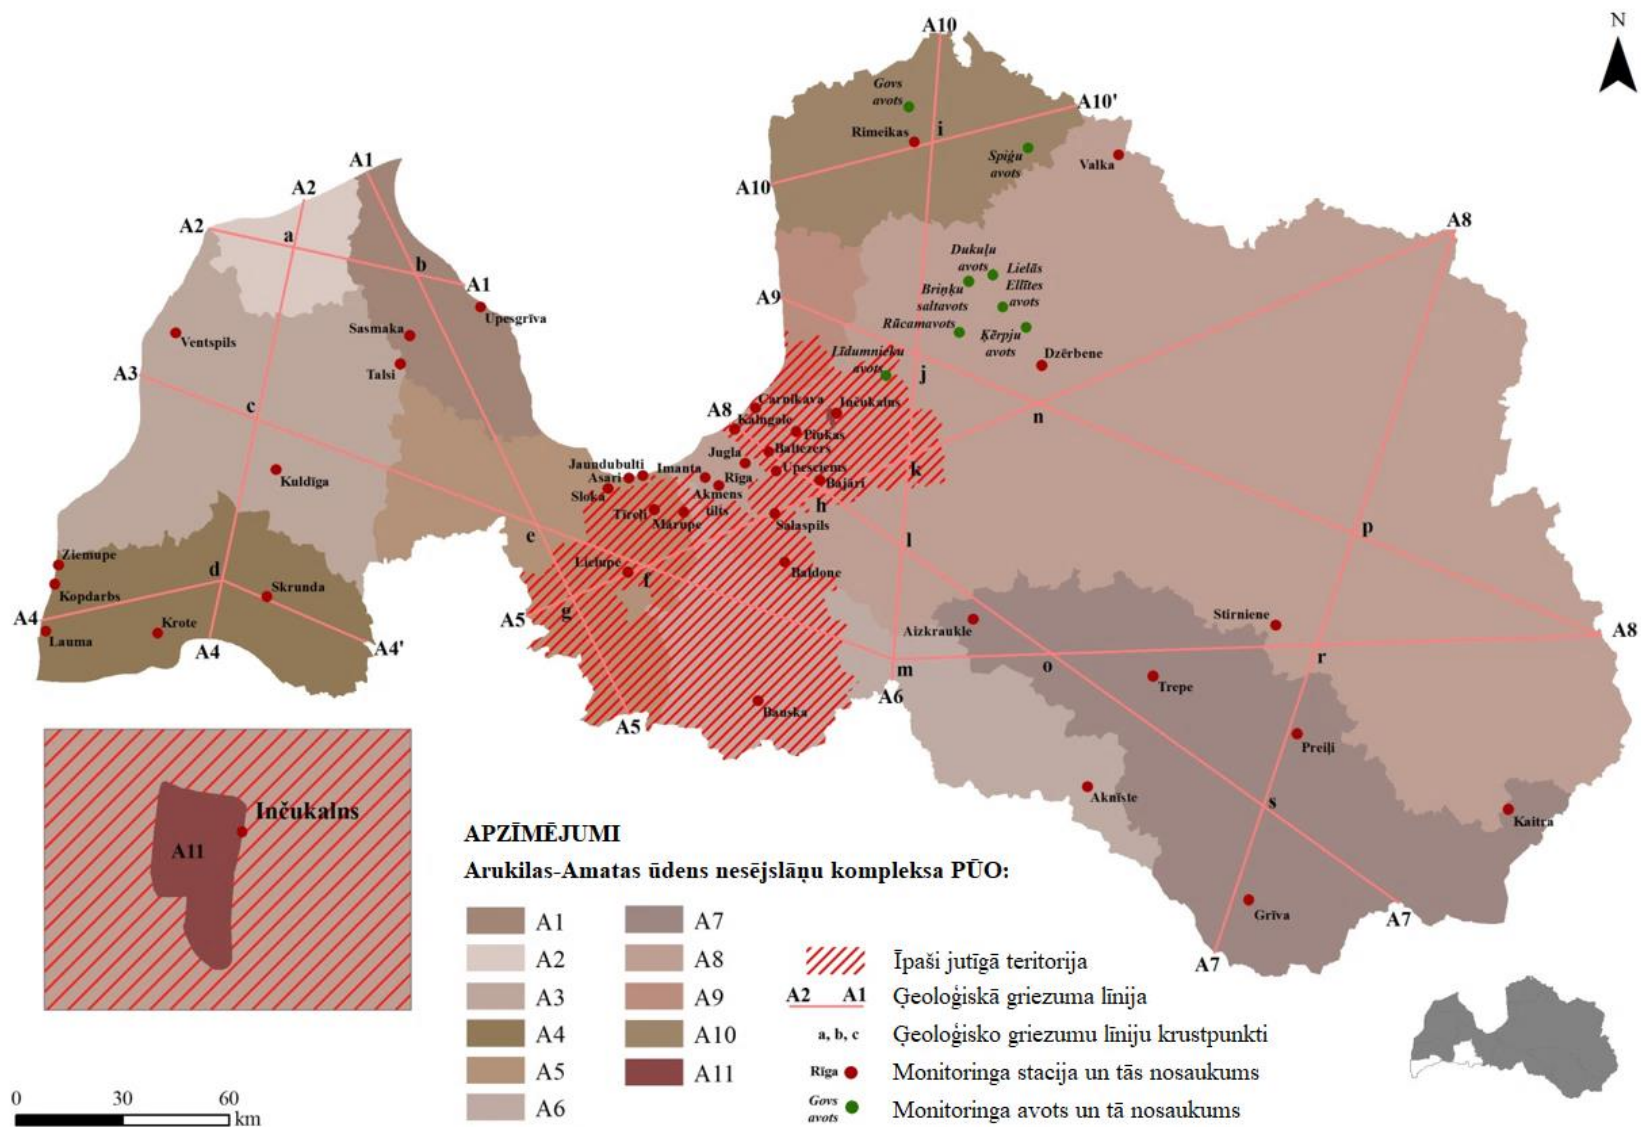 A10
N
Govs
avots
A10'
Rimeikas
i
Spiģu
avots
Valka
A1
A2
A10
A2
a
A8
b
Dukuļu
avots
Lielās
Ellītes
avots
A1
A9
Briņķu
saltavots
Upesgrīva
Rūcamavots
Ķērpju
avots
Sasmaka
Ventspils
Līdumnieku
avots
Dzērbene
A3
Talsi
j
c
Carnikava
Inčukalns
A8
Kalngale
n
Piukas
Baltezers
Jugla
Jaundubulti
Imanta
Upesciems
k
Asari
Rīga
Bajāri
Kuldīga
Sloka
Akmens
tilts
Tīreļi
Mārupe
h
Salaspils
p
e
l
Ziemupe
Lielupe
Baldone
d
f
Skrunda
Kopdarbs
A4
g
A5
Stirniene
Krote
Aizkraukle
A8
Lauma
A4
A4'
m
o
r
A6
Trepe
Bauska
A5
Preiļi
Aknīste
s
Kaitra
Inčukalns
A11
APZĪMĒJUMI
Arukilas-Amatas ūdens nesējslāņu kompleksa PŪO:
Grīva
A7
A7
A1
A7
A2
A8
Īpaši jutīgā teritorija
A3
A9
A2 A1
Ģeoloģiskā griezuma līnija
A4
A10
a, b, c
Ģeoloģisko griezumu līniju krustpunkti
A5
A11
Rīga
Monitoringa stacija un tās nosaukums
A6
Govs
avots
Monitoringa avots un tā nosaukums
0 30 60
km